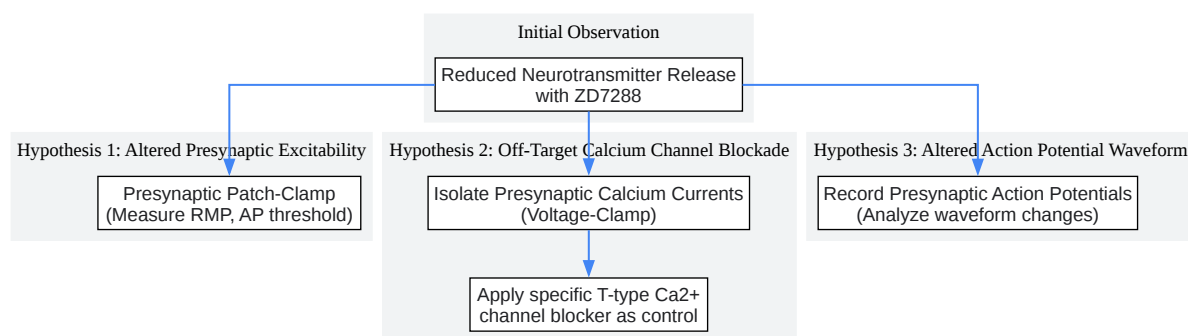 Initial Observation
Reduced Neurotransmitter Release
with ZD7288
Hypothesis 1: Altered Presynaptic Excitability
Presynaptic Patch-Clamp
(Measure RMP, AP threshold)
Hypothesis 2: Off-Target Calcium Channel Blockade
Isolate Presynaptic Calcium Currents
(Voltage-Clamp)
Apply specific T-type Ca2+
channel blocker as control
Hypothesis 3: Altered Action Potential Waveform
Record Presynaptic Action Potentials
(Analyze waveform changes)